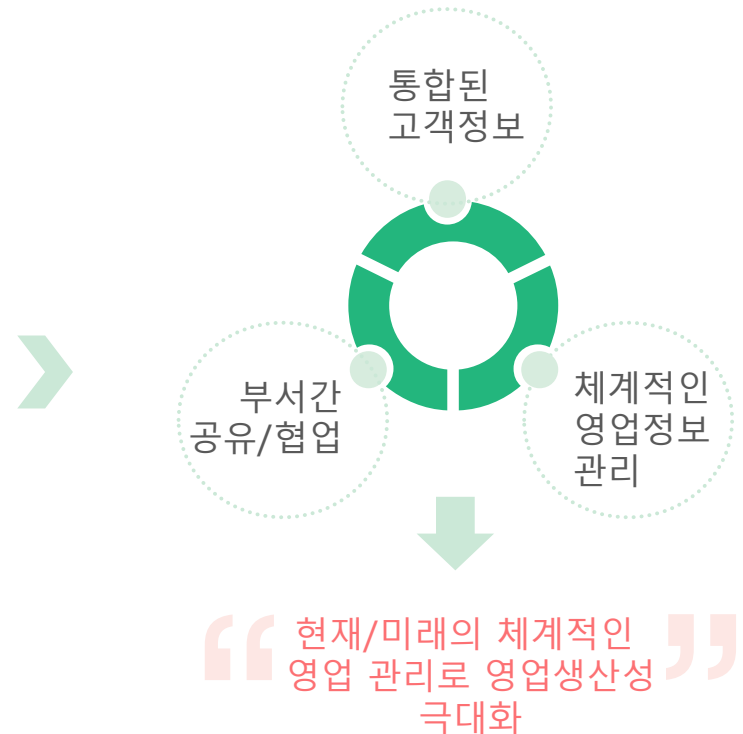 통합된
고객정보
부서간
공유/협업
체계적인
영업정보
관리
“ 현재/미래의 체계적인 ”
영업 관리로 영업생산성
극대화